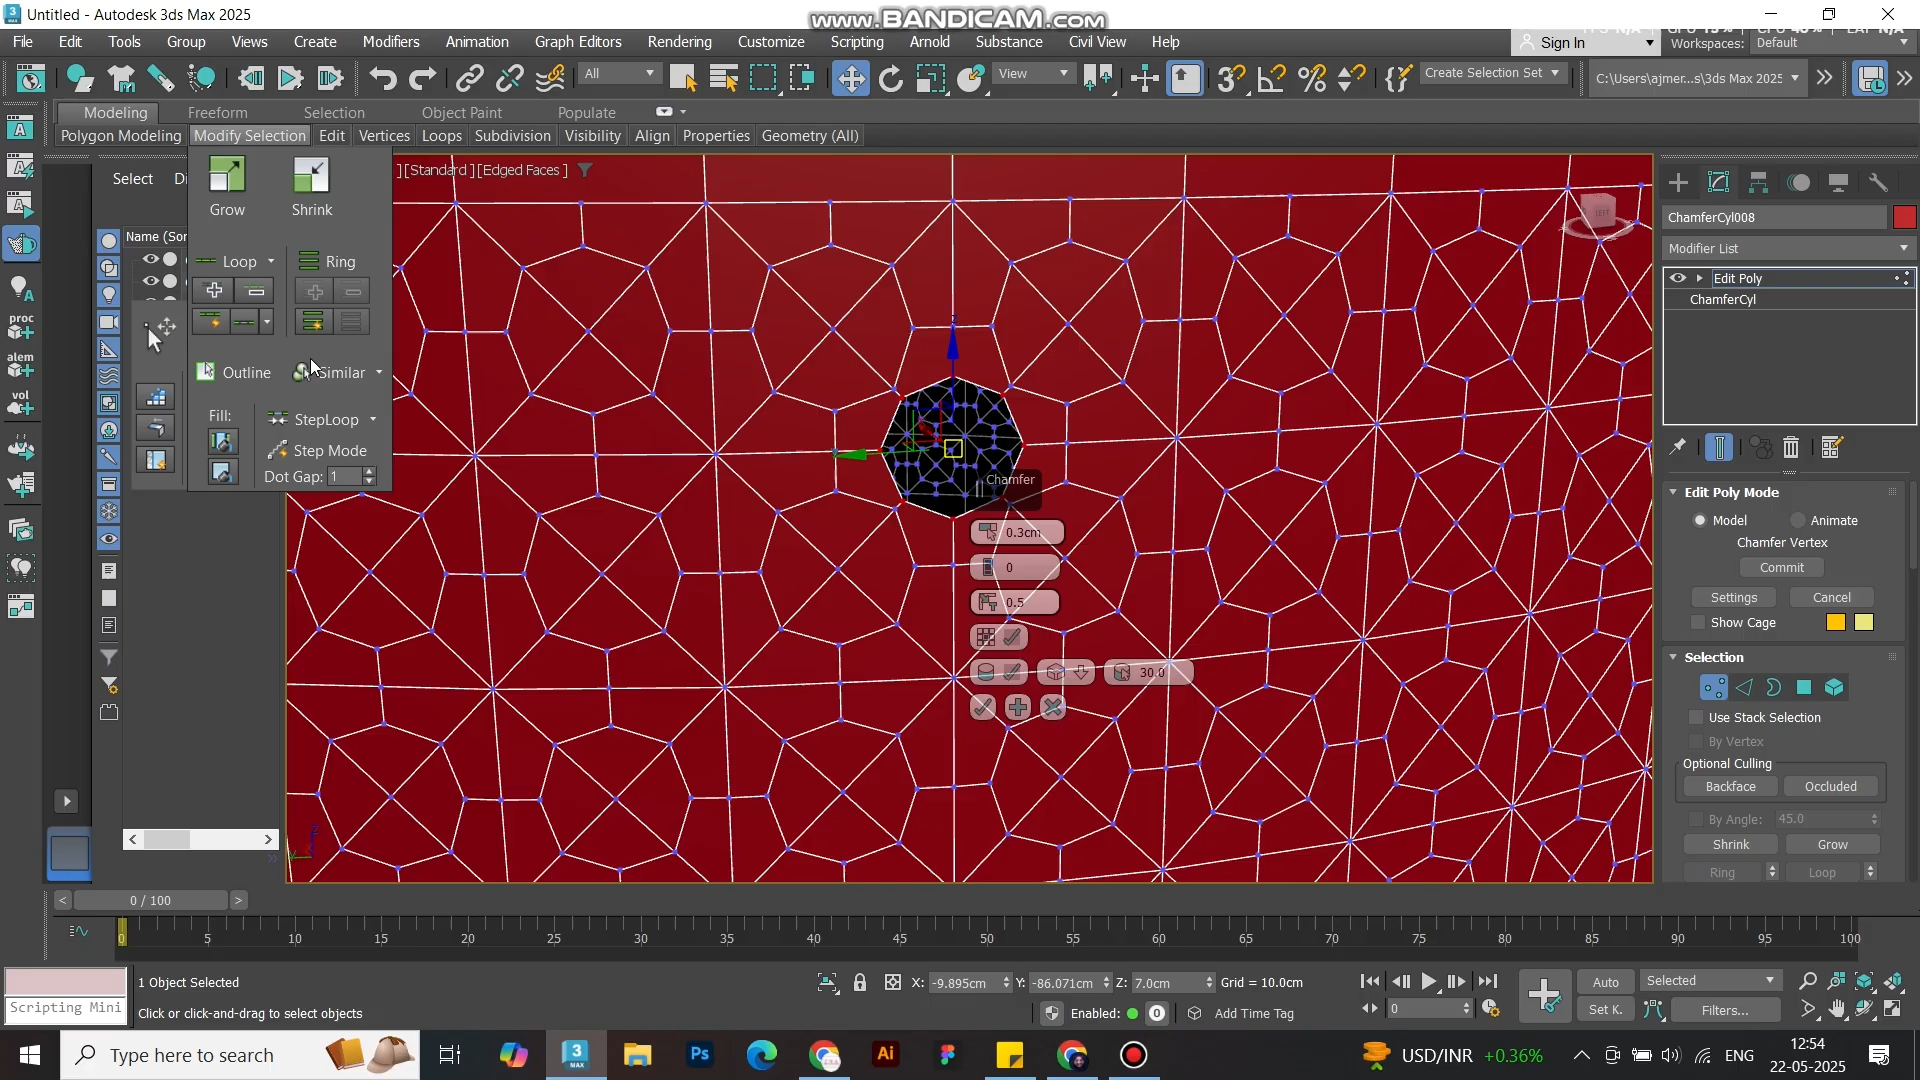 Untitled - Autodesk 3ds Max 2025
www.BANDICAM.com
File Edit Tools Group Views Create Modifiers Animation Graph Editors Rendering Customize Scripting Arnold Substance Civil View Help
Sign In
Workspaces: Default
All
View
Create Selection Set
C:\Users\ajmer...s\3ds Max 2025
Modeling Freeform Selection Object Paint Populate
Polygon Modeling Modify Selection Edit Vertices Loops Subdivision Visibility Align Properties Geometry (All)
Select
Grow Shrink
Name (Sor
Loop Ring
Outline Similar
Fill:
StepLoop
Step Mode
Dot Gap: 1
][Standard ][Edged Faces ]
proc
alem
vol
Chamfer
0.3cm
0
0.5
30.0
LEFT
ChamferCyl008
Modifier List
Edit Poly
ChamferCyl
Edit Poly Mode
Model Animate
Chamfer Vertex
Commit
Settings Cancel
Show Cage
Selection
Use Stack Selection
By Vertex
Optional Culling
Backface Occluded
By Angle: 45.0
Shrink Grow
Ring Loop
0 / 100
0 5 10 15 20 25 30 35 40 45 50 55 60 65 70 75 80 85 90 95 100
1 Object Selected
Click or click-and-drag to select objects
Scripting Mini
X: -9.895cm Y: -86.071cm Z: 7.0cm Grid = 10.0cm
Enabled: 0 Add Time Tag
0
Auto Selected
Set K. Filters...
Type here to search
USD/INR +0.36%
ENG
12:54
22-05-2025